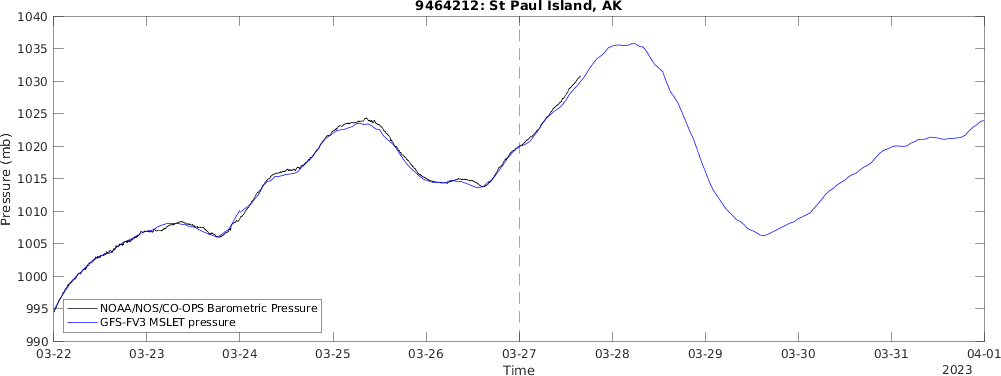 9464212: St Paul Island, AK
1040
1035
1030
1025
1020
1015
1010
1005
1000
995
990
Pressure (mb)
NOAA/NOS/CO-OPS Barometric Pressure
GFS-FV3 MSLET pressure
03-22 03-23 03-24 03-25 03-26 03-27 03-28 03-29 03-30 03-31 04-01
Time
2023